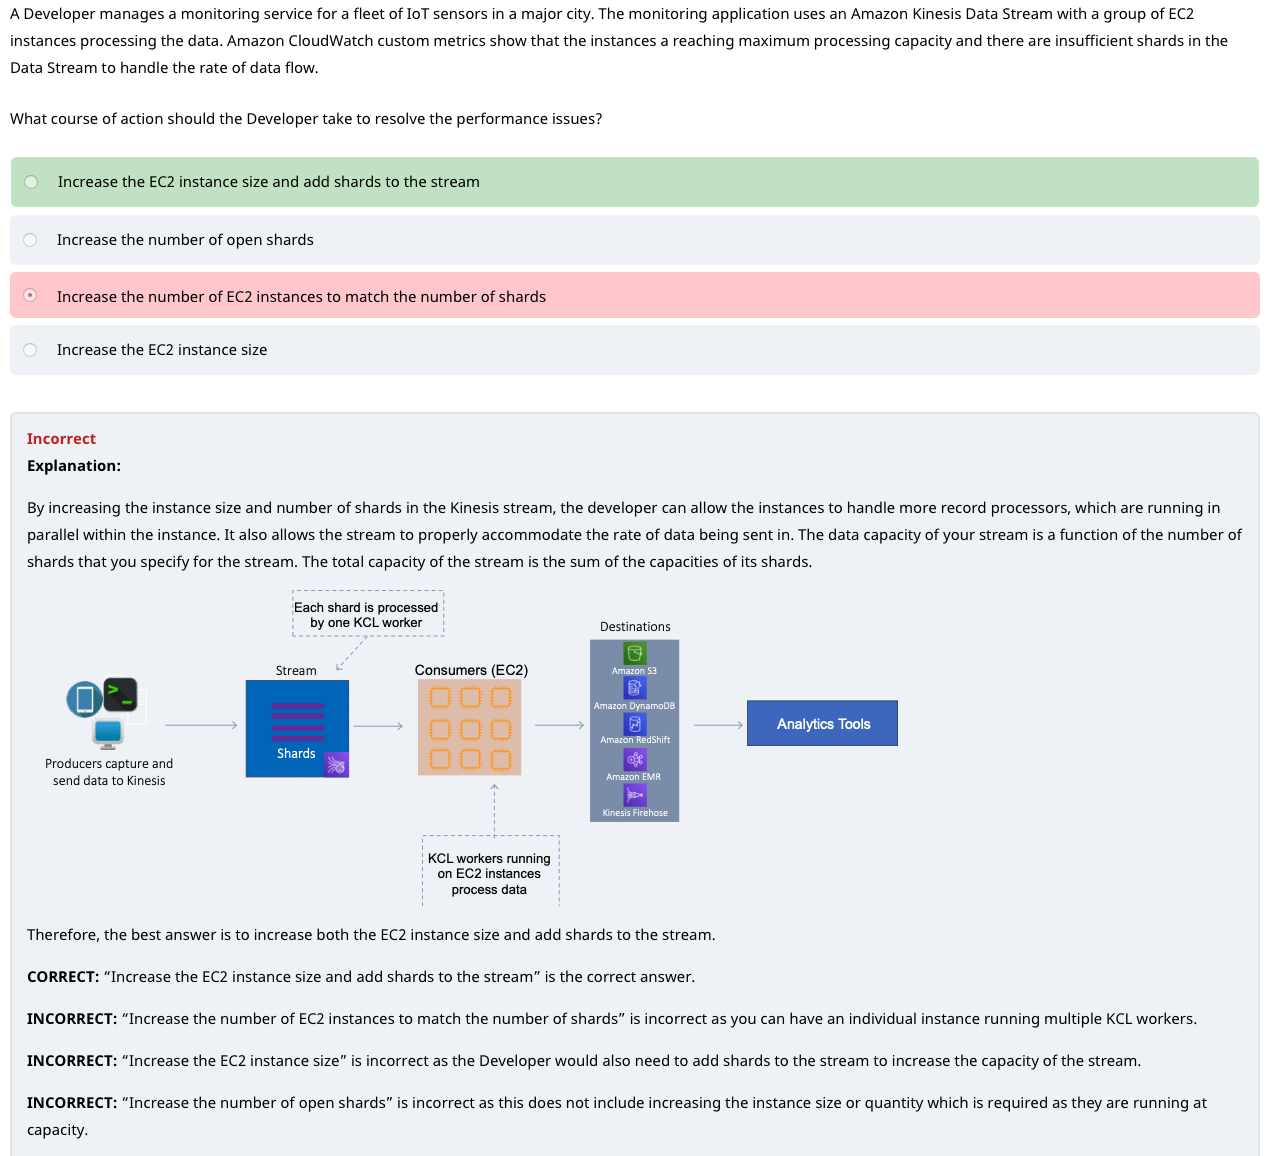 A Developer manages a monitoring service for a fleet of IoT sensors in a major city. The monitoring application uses an Amazon Kinesis Data Stream with a group of EC2
instances processing the data. Amazon CloudWatch custom metrics show that the instances a reaching maximum processing capacity and there are insufficient shards in the
Data Stream to handle the rate of data flow.
What course of action should the Developer take to resolve the performance issues?
Increase the EC2 instance size and add shards to the stream
Increase the number of open shards
Increase the number of EC2 instances to match the number of shards
Increase the EC2 instance size
Incorrect
Explanation:
By increasing the instance size and number of shards in the Kinesis stream, the developer can allow the instances to handle more record processors, which are running in
parallel within the instance. It also allows the stream to properly accommodate the rate of data being sent in. The data capacity of your stream is a function of the number of
shards that you specify for the stream. The total capacity of the stream is the sum of the capacities of its shards.
Each shard is processed
by one KCL worker
Producers capture and
send data to Kinesis
Stream
Shards
Consumers (EC2)
KCL workers running
on EC2 instances
process data
Destinations
Amazon S3
Amazon DynamoDB
Amazon RedShift
Amazon EMR
Kinesis Firehose
Analytics Tools
Therefore, the best answer is to increase both the EC2 instance size and add shards to the stream.
CORRECT: “Increase the EC2 instance size and add shards to the stream” is the correct answer.
INCORRECT: “Increase the number of EC2 instances to match the number of shards” is incorrect as you can have an individual instance running multiple KCL workers.
INCORRECT: “Increase the EC2 instance size” is incorrect as the Developer would also need to add shards to the stream to increase the capacity of the stream.
INCORRECT: “Increase the number of open shards” is incorrect as this does not include increasing the instance size or quantity which is required as they are running at
capacity.